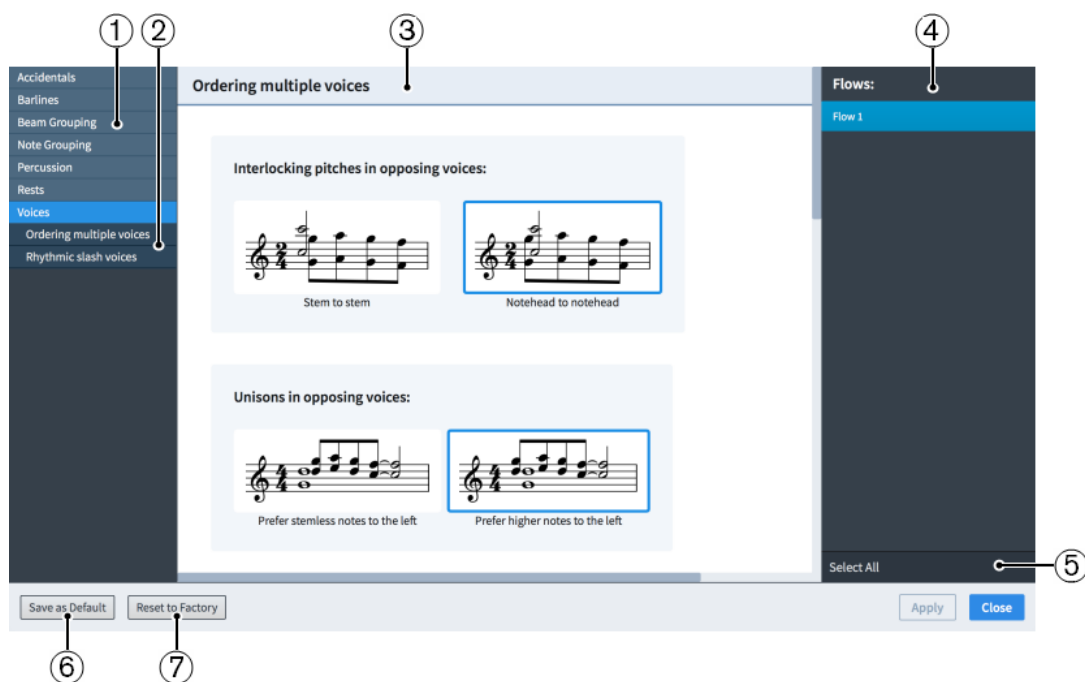 ① ② ③ ④
Accidentals
Barlines
Beam Grouping
Note Grouping
Percussion
Rests
Voices
Ordering multiple voices
Rhythmic slash voices
Ordering multiple voices
Interlocking pitches in opposing voices:
Stem to stem
Notehead to notehead
Unisons in opposing voices:
Prefer stemless notes to the left
Prefer higher notes to the left
Flows:
Flow 1
Select All
⑤
Save as Default
Reset to Factory
Apply
Close
⑥ ⑦